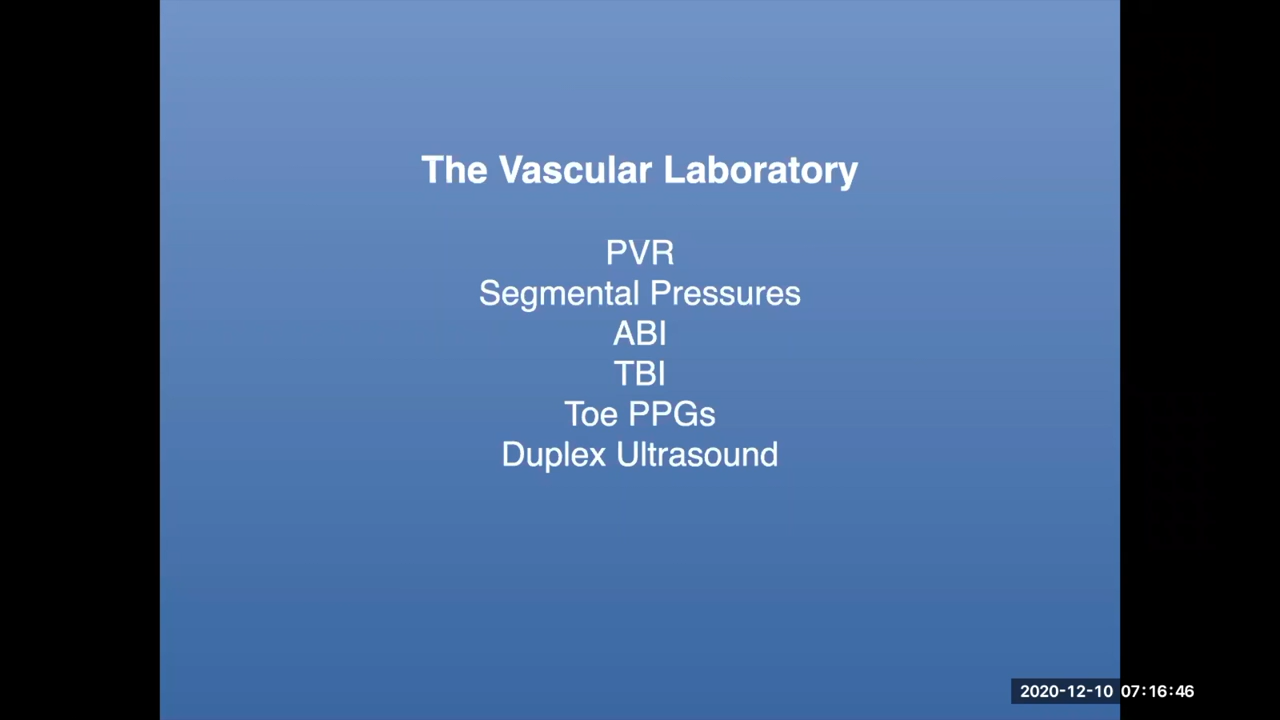 The Vascular Laboratory
PVR
Segmental Pressures
ABI
TBI
Toe PPGs
Duplex Ultrasound
2020-12-10 07:16:46